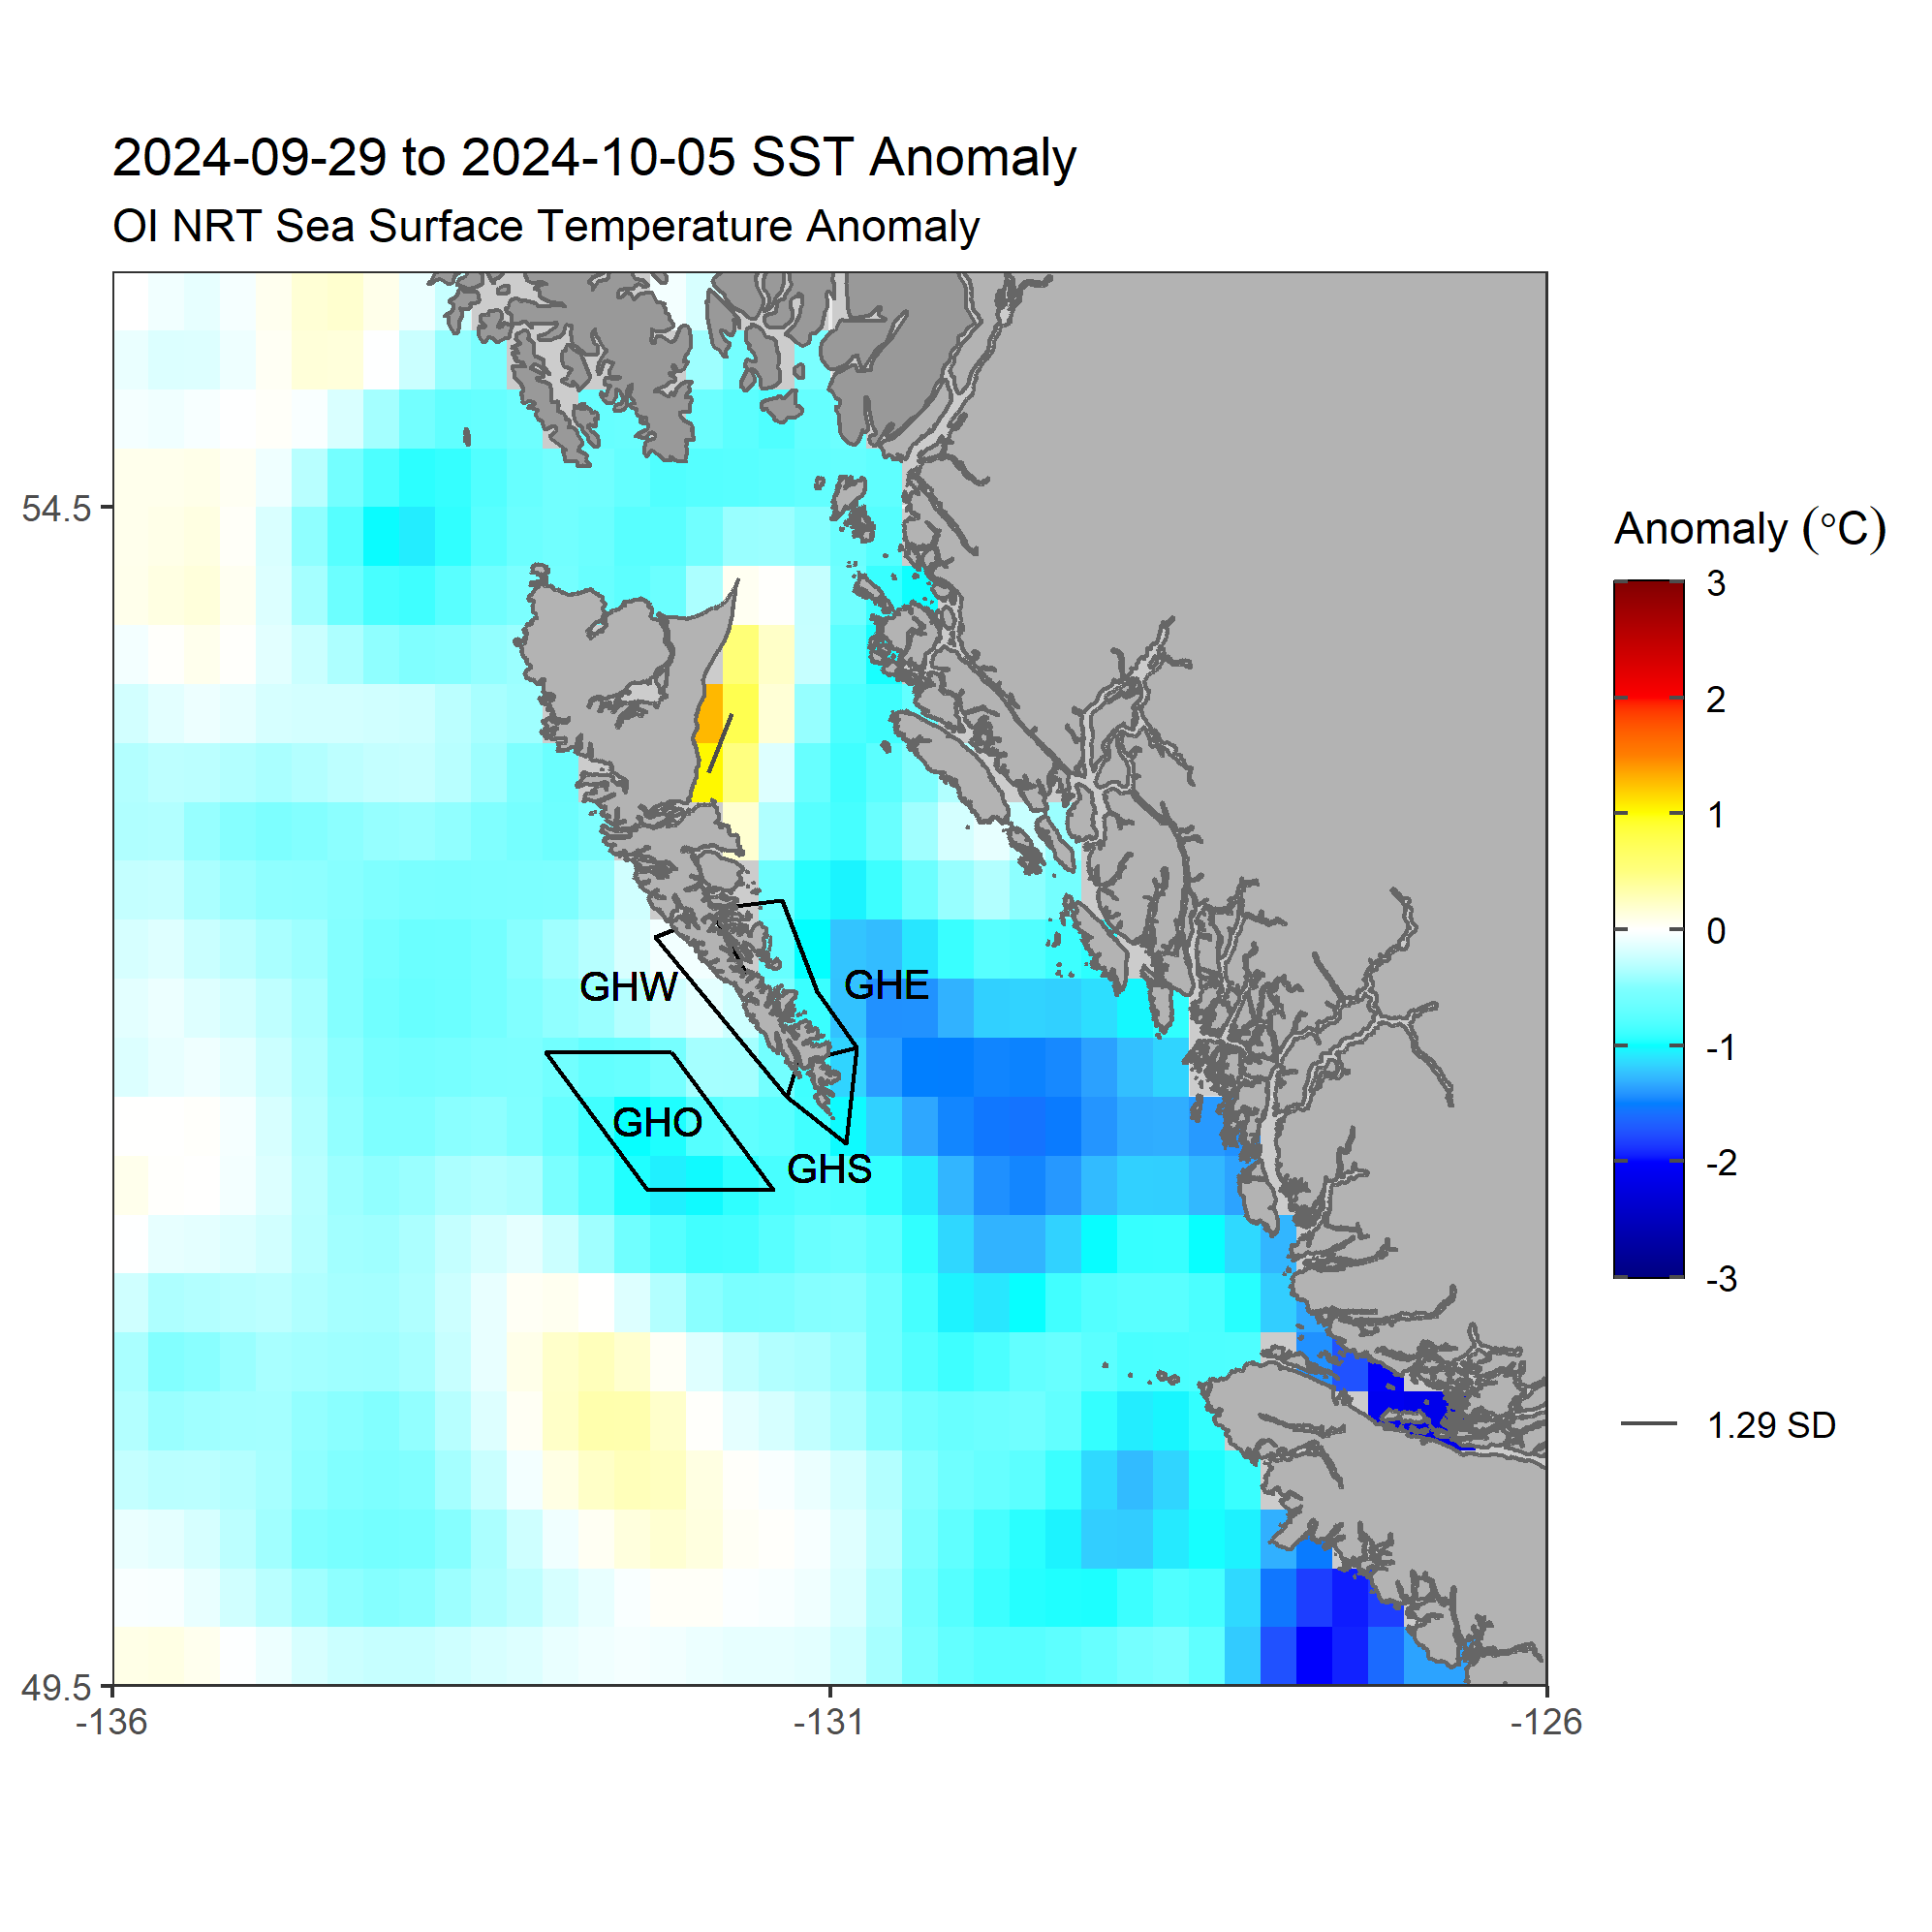 2024-09-29 to 2024-10-05 SST Anomaly
OI NRT Sea Surface Temperature Anomaly
54.5
49.5
-136
-131
-126
GHW
GHE
GHO
GHS
Anomaly (°C)
3
2
1
0
-1
-2
-3
1.29 SD